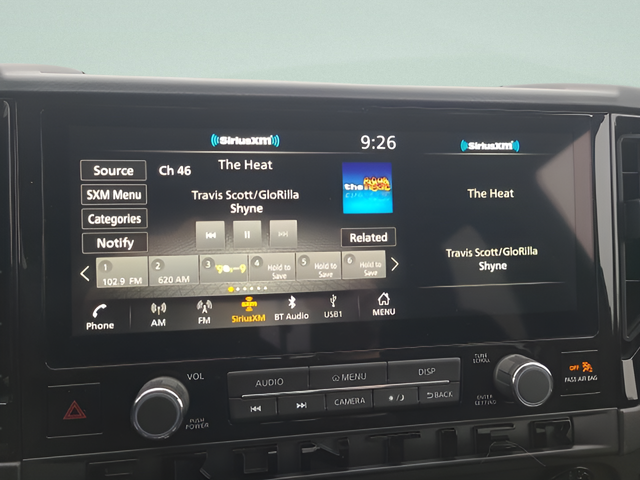 SiriusXM
9:26
SiriusXM
Source
Ch 46
The Heat
SXM Menu
Travis Scott/GloRilla
Shyne
Categories
Notify
Related
the Heat
The Heat
Travis Scott/GloRilla
Shyne
1
102.9 FM
2
620 AM
3
4
Hold to
Save
5
Hold to
Save
6
Hold to
Save
Phone
AM
FM
SiriusXM
BT Audio
USB1
MENU
VOL
PUSH
POWER
AUDIO
MENU
DISP
CAMERA
BACK
TUNE
SCROLL
ENTER
SETTING
OFF
PASS AIR BAG